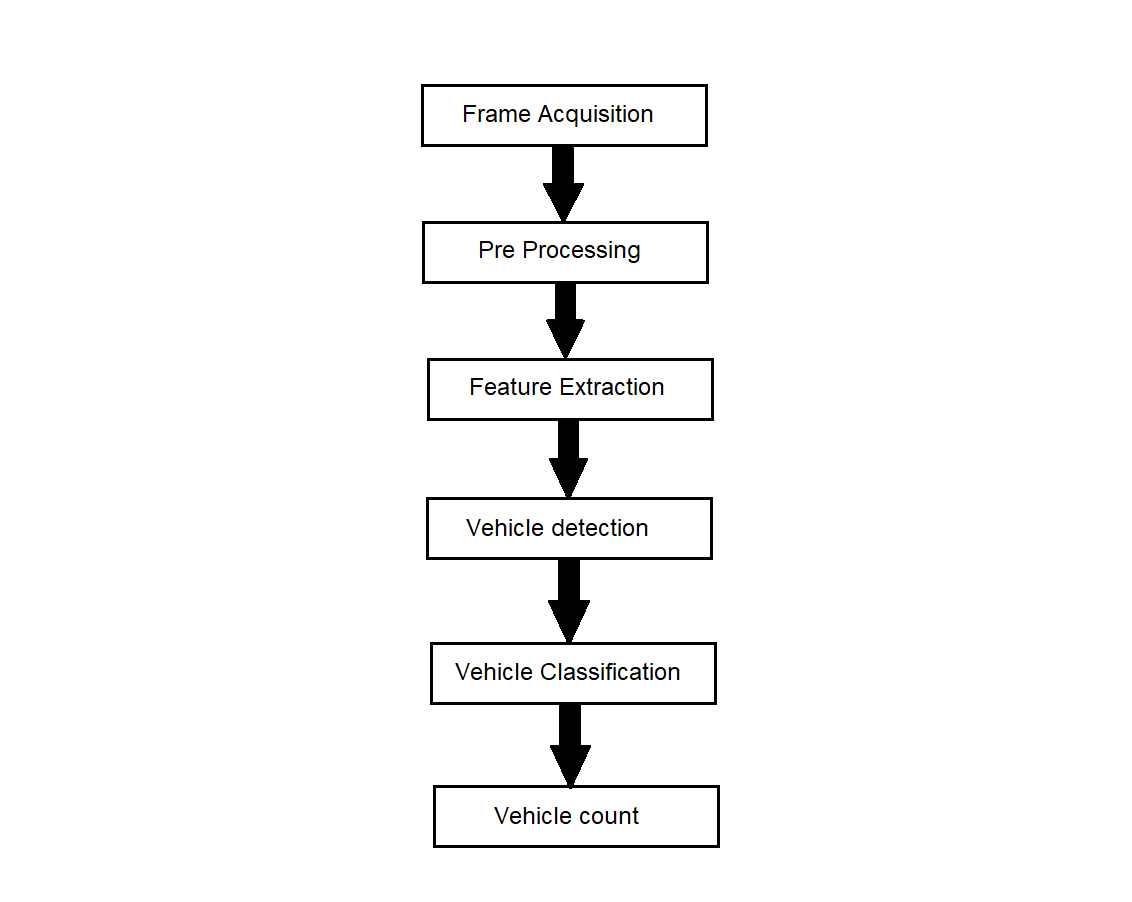 Frame Acquisition
Pre Processing
Feature Extraction
Vehicle detection
Vehicle Classification
Vehicle count